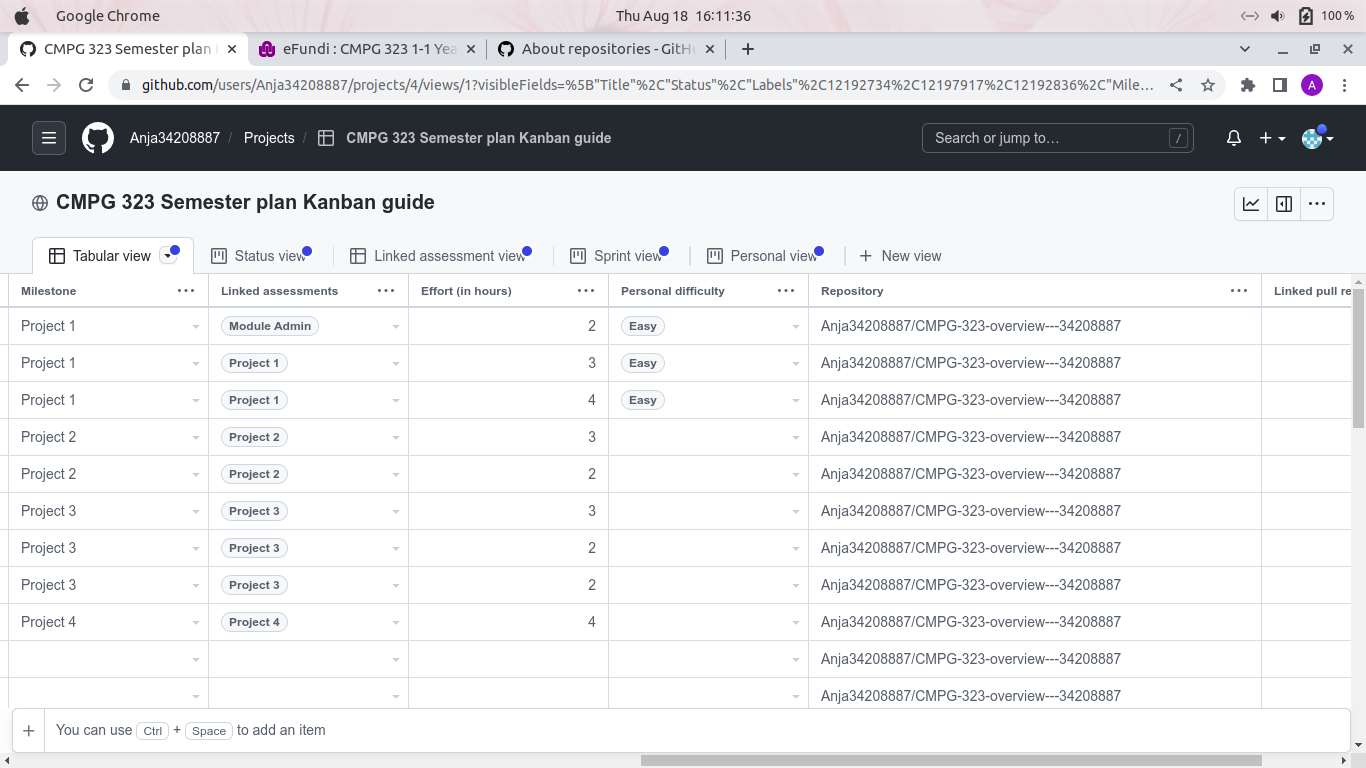 Google Chrome Thu Aug 18 16:11:36 100 %
CMPG 323 Semester plan eFundi : CMPG 323 1-1 Yea About repositories - GitH
github.com/users/Anja34208887/projects/4/views/1?visibleFields=%5B"Title"%2C"Status"%2C"Labels"%2C12192734%2C12197917%2C12192836%2C"Mile... A
Anja34208887 / Projects / CMPG 323 Semester plan Kanban guide Search or jump to... /
CMPG 323 Semester plan Kanban guide
Tabular view Status view Linked assessment view Sprint view Personal view New view
Milestone Linked assessments Effort (in hours) Personal difficulty Repository Linked pull re
Project 1 Module Admin 2 Easy Anja34208887/CMPG-323-overview---34208887
Project 1 Project 1 3 Easy Anja34208887/CMPG-323-overview---34208887
Project 1 Project 1 4 Easy Anja34208887/CMPG-323-overview---34208887
Project 2 Project 2 3 Anja34208887/CMPG-323-overview---34208887
Project 2 Project 2 2 Anja34208887/CMPG-323-overview---34208887
Project 3 Project 3 3 Anja34208887/CMPG-323-overview---34208887
Project 3 Project 3 2 Anja34208887/CMPG-323-overview---34208887
Project 3 Project 3 2 Anja34208887/CMPG-323-overview---34208887
Project 4 Project 4 4 Anja34208887/CMPG-323-overview---34208887
Anja34208887/CMPG-323-overview---34208887
Anja34208887/CMPG-323-overview---34208887
You can use Ctrl + Space to add an item